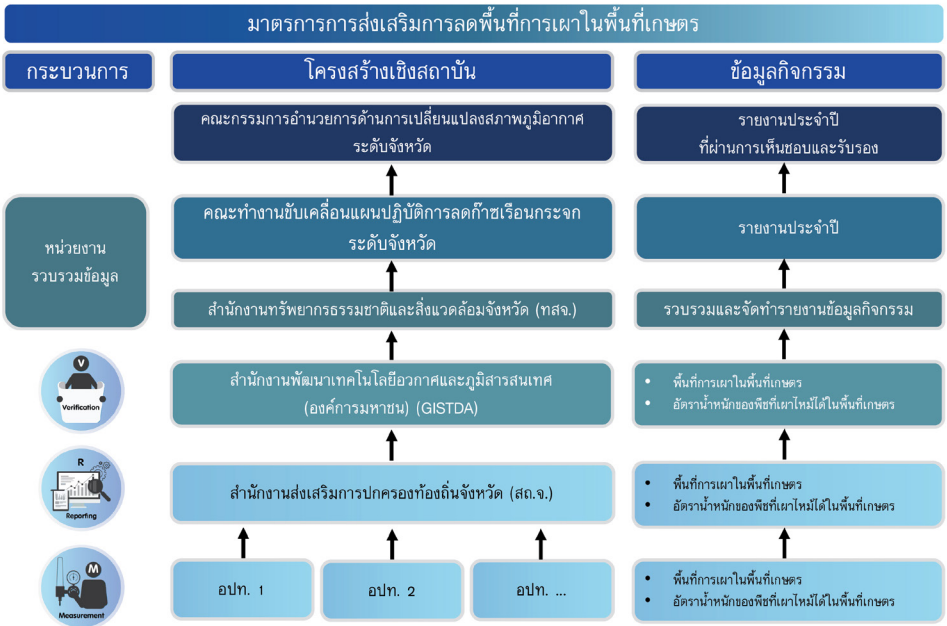 มาตรการการส่งเสริมการลดพื้นที่การเผาในพื้นที่เกษตร
กระบวนการ
โครงสร้างเชิงสถาบัน
ข้อมูลกิจกรรม
คณะกรรมการอำนวยการด้านการเปลี่ยนแปลงสภาพภูมิอากาศ
ระดับจังหวัด
รายงานประจำปี
ที่ผ่านการเห็นชอบและรับรอง
หน่วยงาน
รวบรวมข้อมูล
คณะทำงานขับเคลื่อนแผนปฏิบัติการลดก๊าซเรือนกระจก
ระดับจังหวัด
รายงานประจำปี
สำนักงานทรัพยากรธรรมชาติและสิ่งแวดล้อมจังหวัด (ทสจ.)
รวบรวมและจัดทำรายงานข้อมูลกิจกรรม
V
Verification
สำนักงานพัฒนาเทคโนโลยีอวกาศและภูมิสารสนเทศ
(องค์การมหาชน) (GISTDA)
• พื้นที่การเผาในพื้นที่เกษตร
• อัตราน้ำหนักของพืชที่เผาไหม้ได้ในพื้นที่เกษตร
R
Reporting
สำนักงานส่งเสริมการปกครองท้องถิ่นจังหวัด (สถ.จ.)
• พื้นที่การเผาในพื้นที่เกษตร
• อัตราน้ำหนักของพืชที่เผาไหม้ได้ในพื้นที่เกษตร
M
Measurement
อปท. 1
อปท. 2
อปท. ...
• พื้นที่การเผาในพื้นที่เกษตร
• อัตราน้ำหนักของพืชที่เผาไหม้ได้ในพื้นที่เกษตร